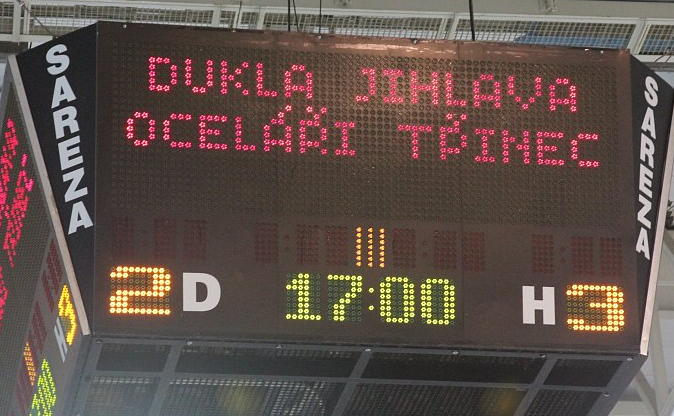 DUKLA JIHLAVA
OCELÁŘI TŘINEC
SAREZA
SAREZA
||||
2 D 17:00 H 3
H